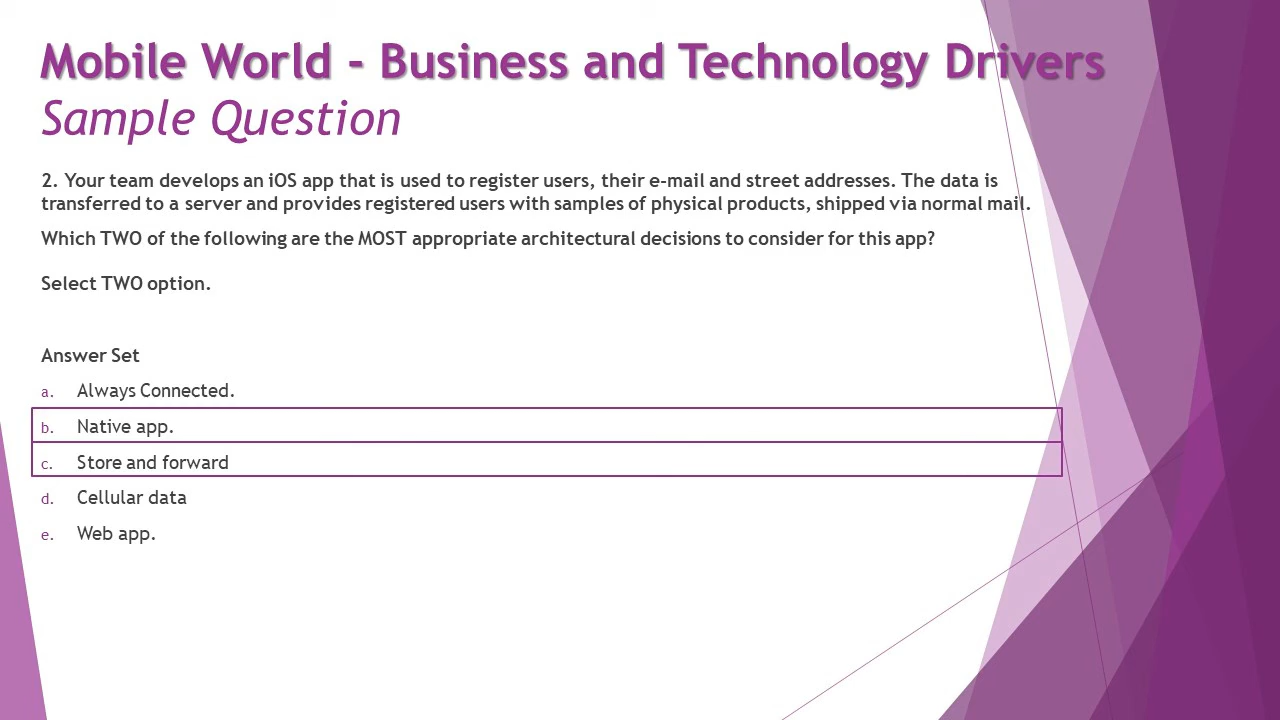 Mobile World - Business and Technology Drivers
Sample Question
2. Your team develops an iOS app that is used to register users, their e-mail and street addresses. The data is
transferred to a server and provides registered users with samples of physical products, shipped via normal mail.
Which TWO of the following are the MOST appropriate architectural decisions to consider for this app?
Select TWO option.
Answer Set
a. Always Connected.
b. Native app.
c. Store and forward
d. Cellular data
e. Web app.